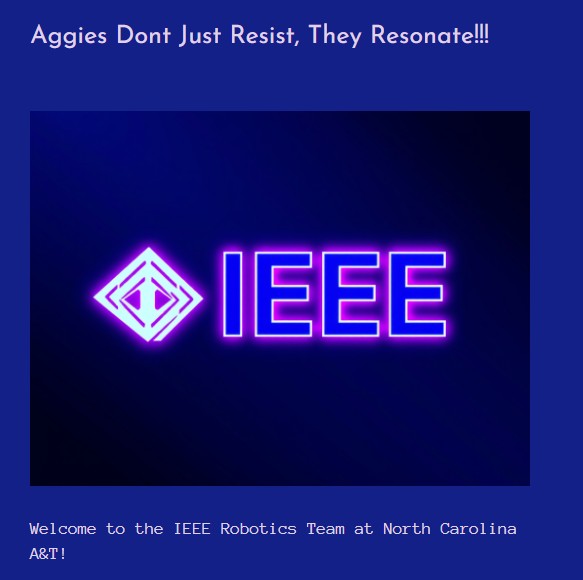 Aggies Dont Just Resist, They Resonate!!!
IEEE
Welcome to the IEEE Robotics Team at North Carolina
A&T!